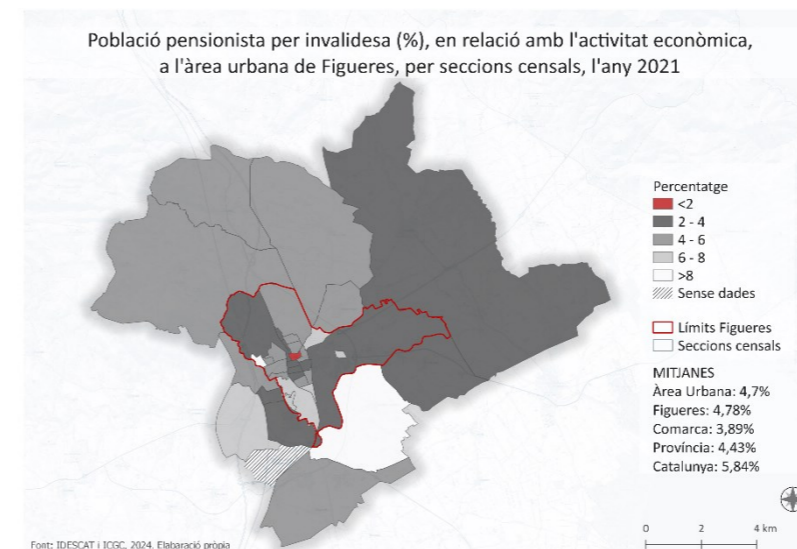 Població pensionista per invalidesa (%), en relació amb l'activitat econòmica,
a l'àrea urbana de Figueres, per seccions censals, l'any 2021
Percentatge
<2
2 - 4
4 - 6
6 - 8
>8
Sense dades
Límits Figueres
Seccions censals
MITJANES
Àrea Urbana: 4,7%
Figueres: 4,78%
Comarca: 3,89%
Província: 4,43%
Catalunya: 5,84%
0 2 4 km
Font: IDESCAT i ICGC, 2024. Elabaració pròpia